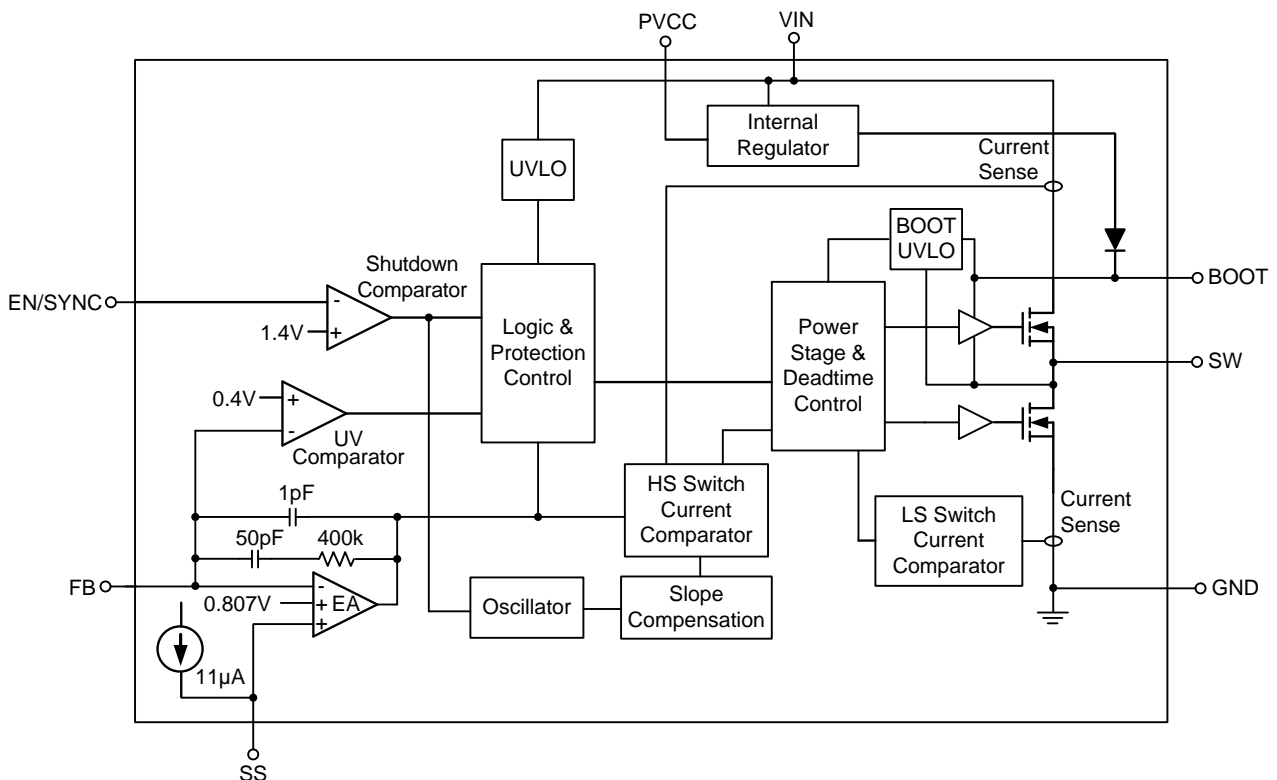 PVCC
VIN
Internal
Regulator
Current
Sense
UVLO
BOOT
UVLO
Shutdown
Comparator
EN/SYNC
-
+
1.4V
Logic &
Protection
Control
Power
Stage &
Deadtime
Control
BOOT
SW
0.4V
+
-
UV
Comparator
1pF
50pF
400k
HS Switch
Current
Comparator
LS Switch
Current
Comparator
Current
Sense
FB
-
0.807V
+
EA
+
Oscillator
Slope
Compensation
GND
11µA
SS